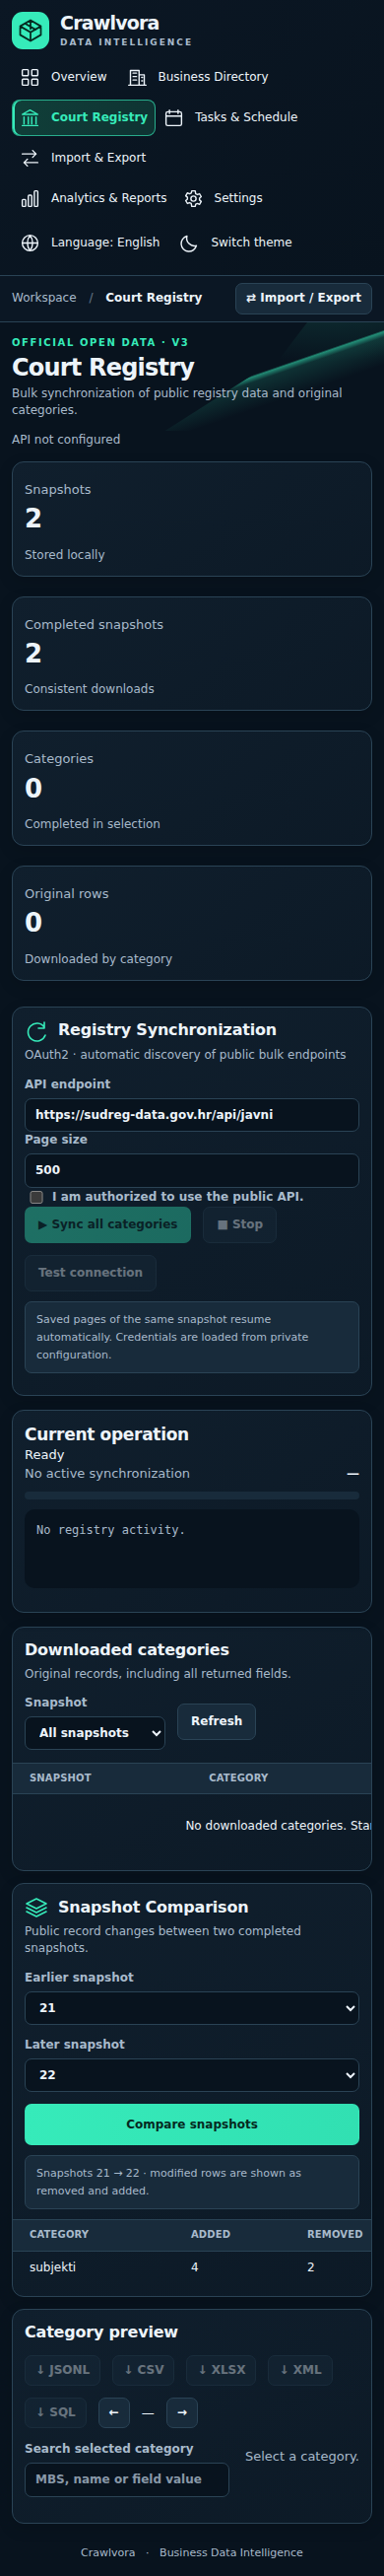 Crawlvora
DATA INTELLIGENCE
Overview
Business Directory
Court Registry
Tasks & Schedule
Import & Export
Analytics & Reports
Settings
Language: English
Switch theme
Workspace / Court Registry
⇄ Import / Export
OFFICIAL OPEN DATA · V3
Court Registry
Bulk synchronization of public registry data and original
categories.
API not configured
Snapshots
2
Stored locally
Completed snapshots
2
Consistent downloads
Categories
0
Completed in selection
Original rows
0
Downloaded by category
Registry Synchronization
OAuth2 · automatic discovery of public bulk endpoints
API endpoint
https://sudreg-data.gov.hr/api/javni
Page size
500
I am authorized to use the public API.
▶ Sync all categories
■ Stop
Test connection
Saved pages of the same snapshot resume
automatically. Credentials are loaded from private
configuration.
Current operation
Ready
No active synchronization —
No registry activity.
Downloaded categories
Original records, including all returned fields.
Snapshot
All snapshots
Refresh
SNAPSHOT CATEGORY
No downloaded categories.
Snapshot Comparison
Public record changes between two completed
snapshots.
Earlier snapshot
21
Later snapshot
22
Compare snapshots
Snapshots 21 → 22 · modified rows are shown as
removed and added.
CATEGORY ADDED REMOVED
subjekti 4 2
Category preview
↓ JSONL ↓ CSV ↓ XLSX ↓ XML
↓ SQL ← — →
Search selected category
MBS, name or field value
Select a category.
Crawlvora · Business Data Intelligence